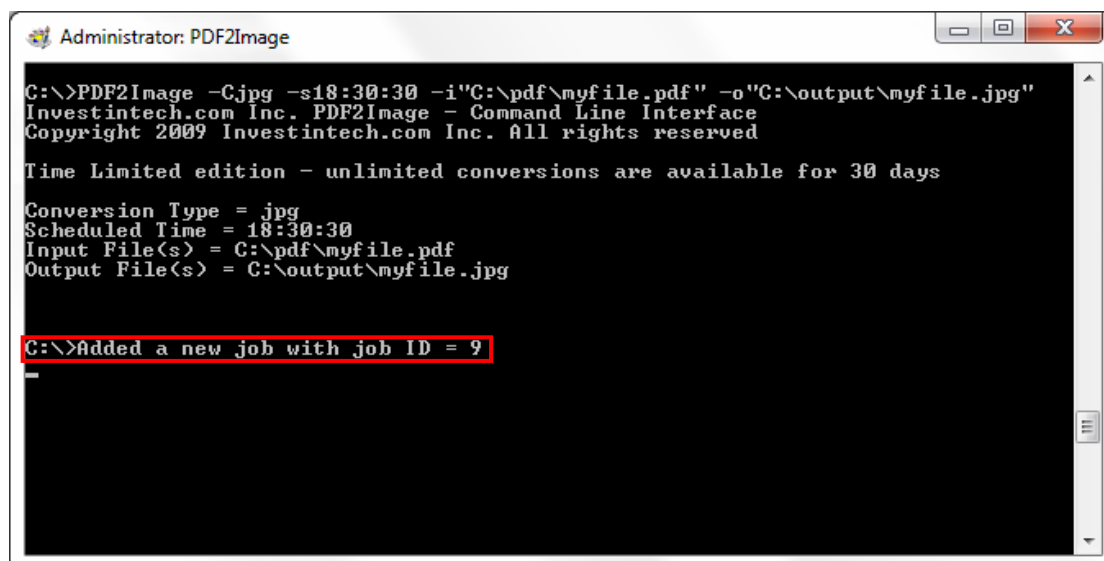 Administrator: PDF2Image
C:\>PDF2Image -Cjpg -s18:30:30 -i"C:\pdf\myfile.pdf" -o"C:\output\myfile.jpg"
Investintech.com Inc. PDF2Image - Command Line Interface
Copyright 2009 Investintech.com Inc. All rights reserved
Time Limited edition - unlimited conversions are available for 30 days
Conversion Type = jpg
Scheduled Time = 18:30:30
Input File(s) = C:\pdf\myfile.pdf
Output File(s) = C:\output\myfile.jpg
C:\>Added a new job with job ID = 9